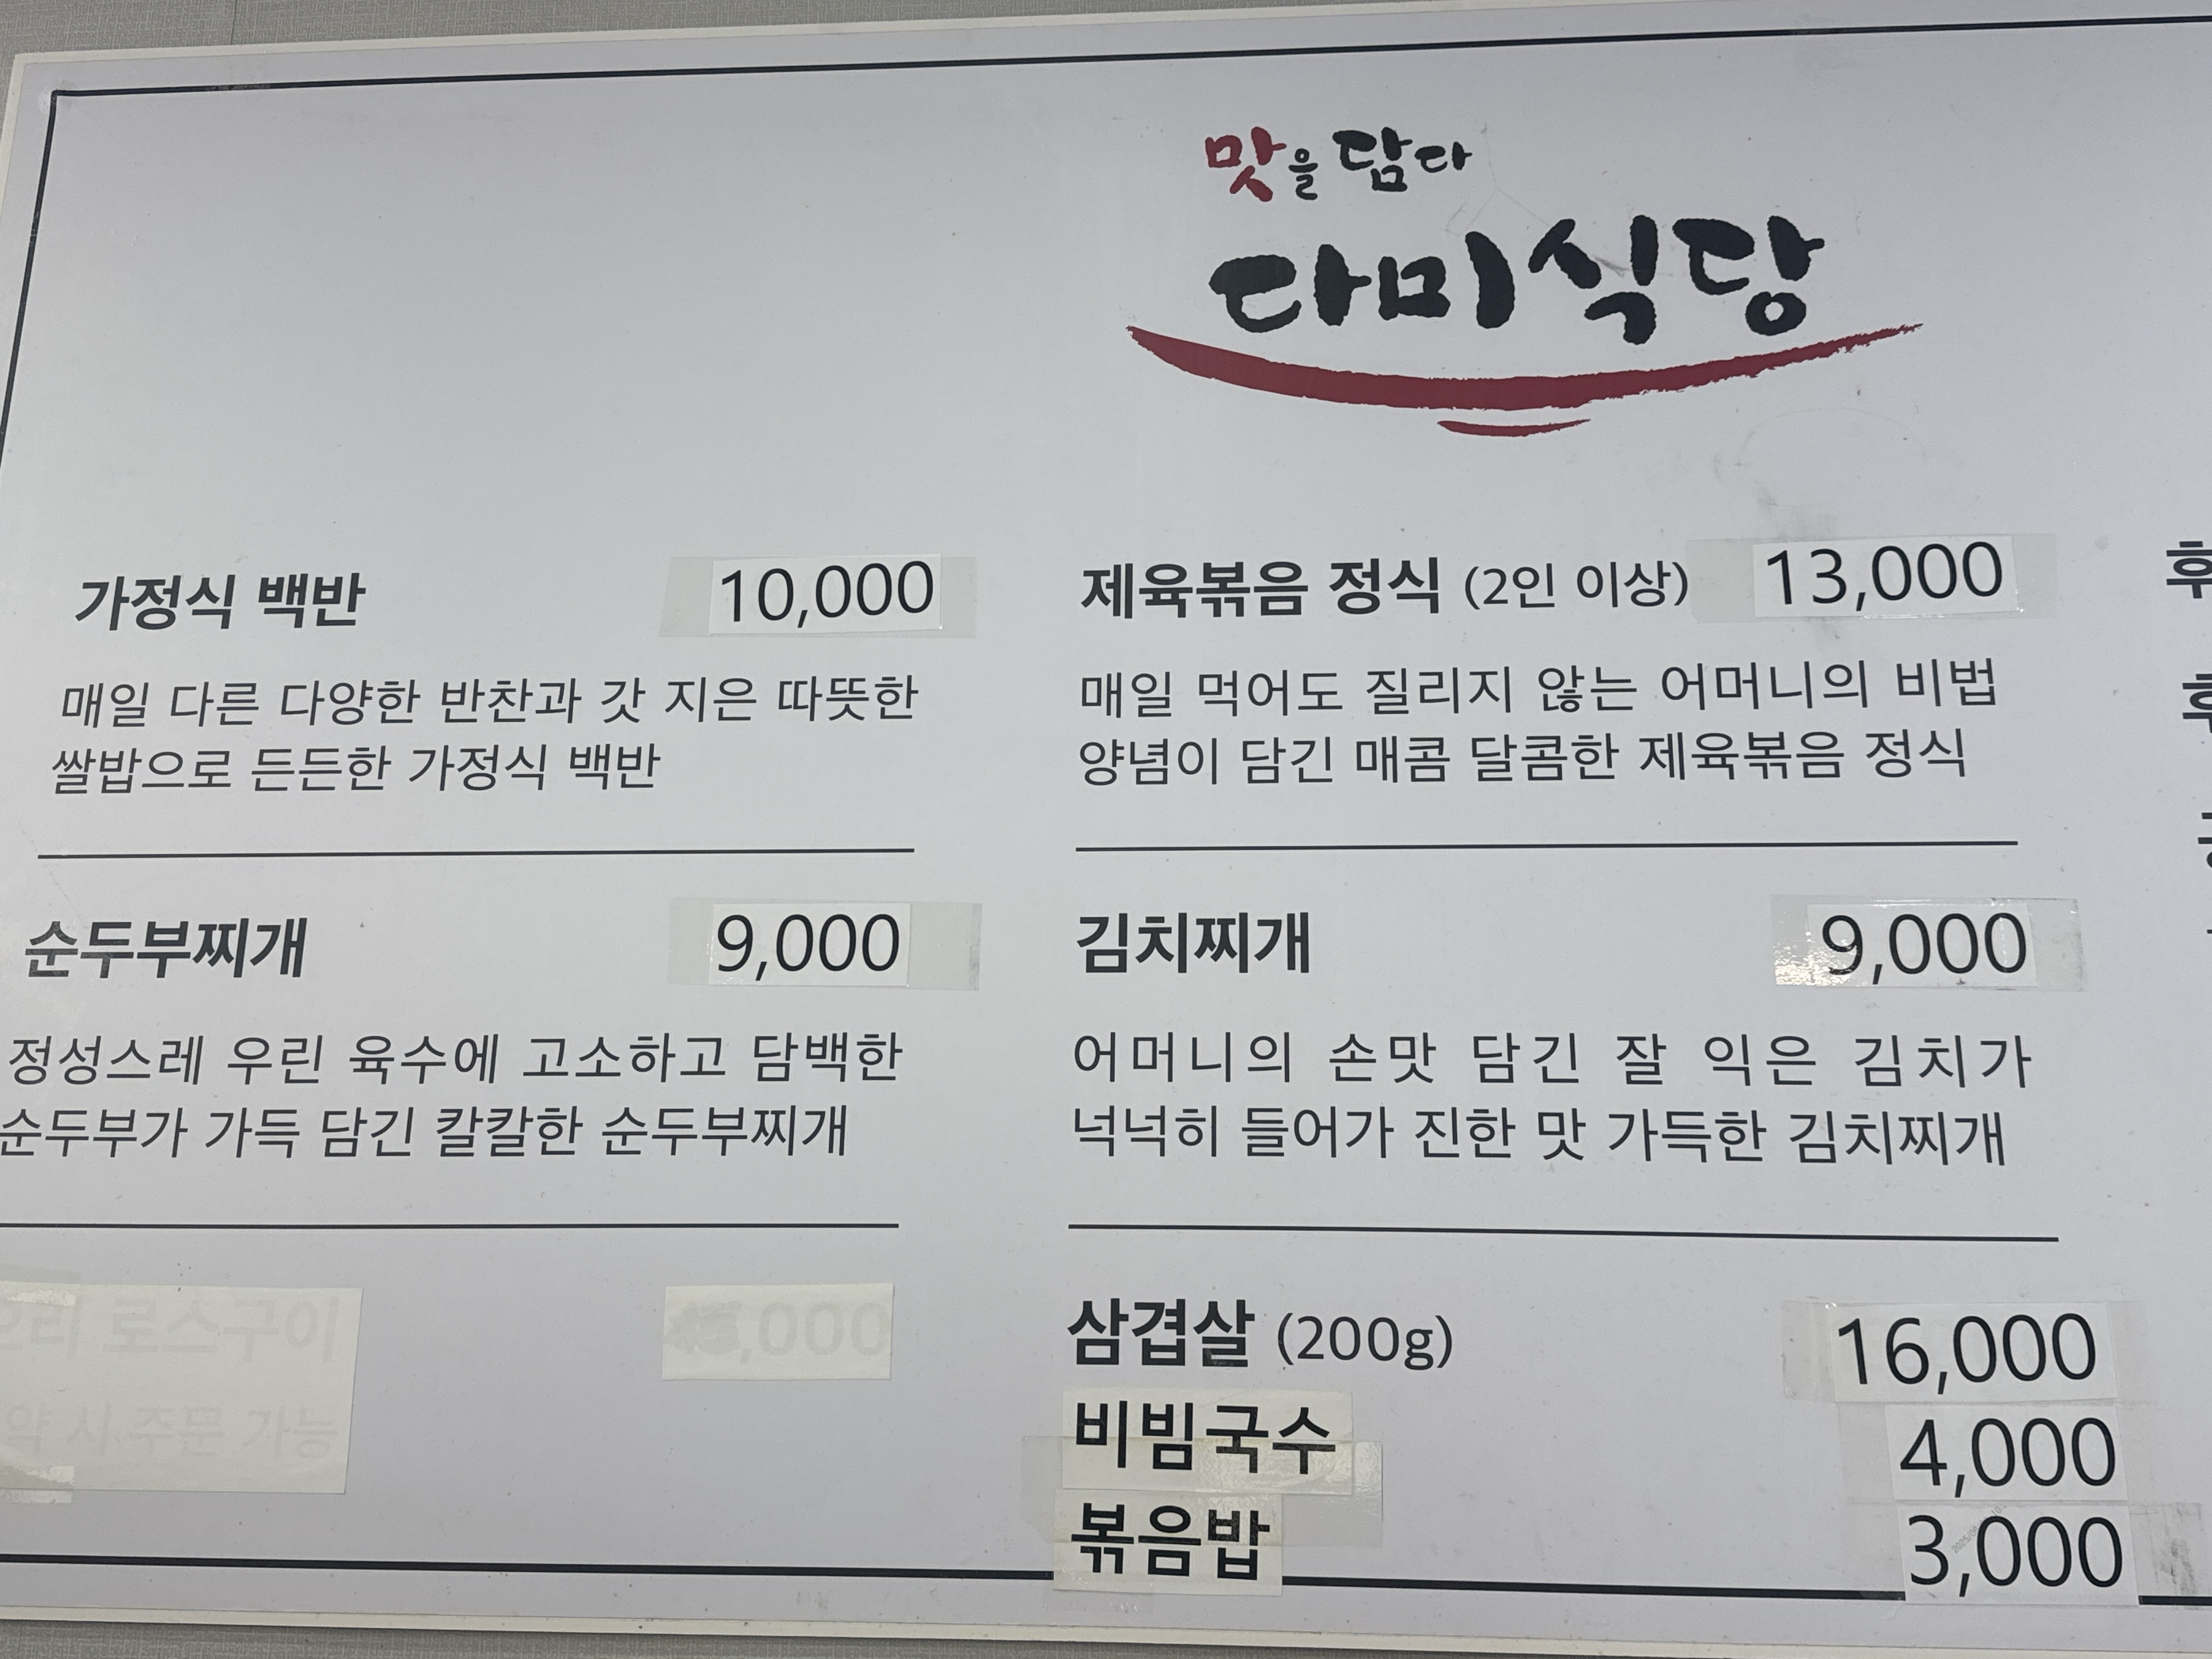 맛을 담다
다미식당
가정식 백반 10,000
매일 다른 다양한 반찬과 갓 지은 따뜻한
쌀밥으로 든든한 가정식 백반
제육볶음 정식 (2인 이상) 13,000
매일 먹어도 질리지 않는 어머니의 비법
양념이 담긴 매콤 달콤한 제육볶음 정식
순두부찌개 9,000
정성스레 우린 육수에 고소하고 담백한
순두부가 가득 담긴 칼칼한 순두부찌개
김치찌개 9,000
어머니의 손맛 담긴 잘 익은 김치가
넉넉히 들어가 진한 맛 가득한 김치찌개
로스구이
시 주문 가능
삼겹살 (200g) 16,000
비빔국수 4,000
볶음밥 3,000